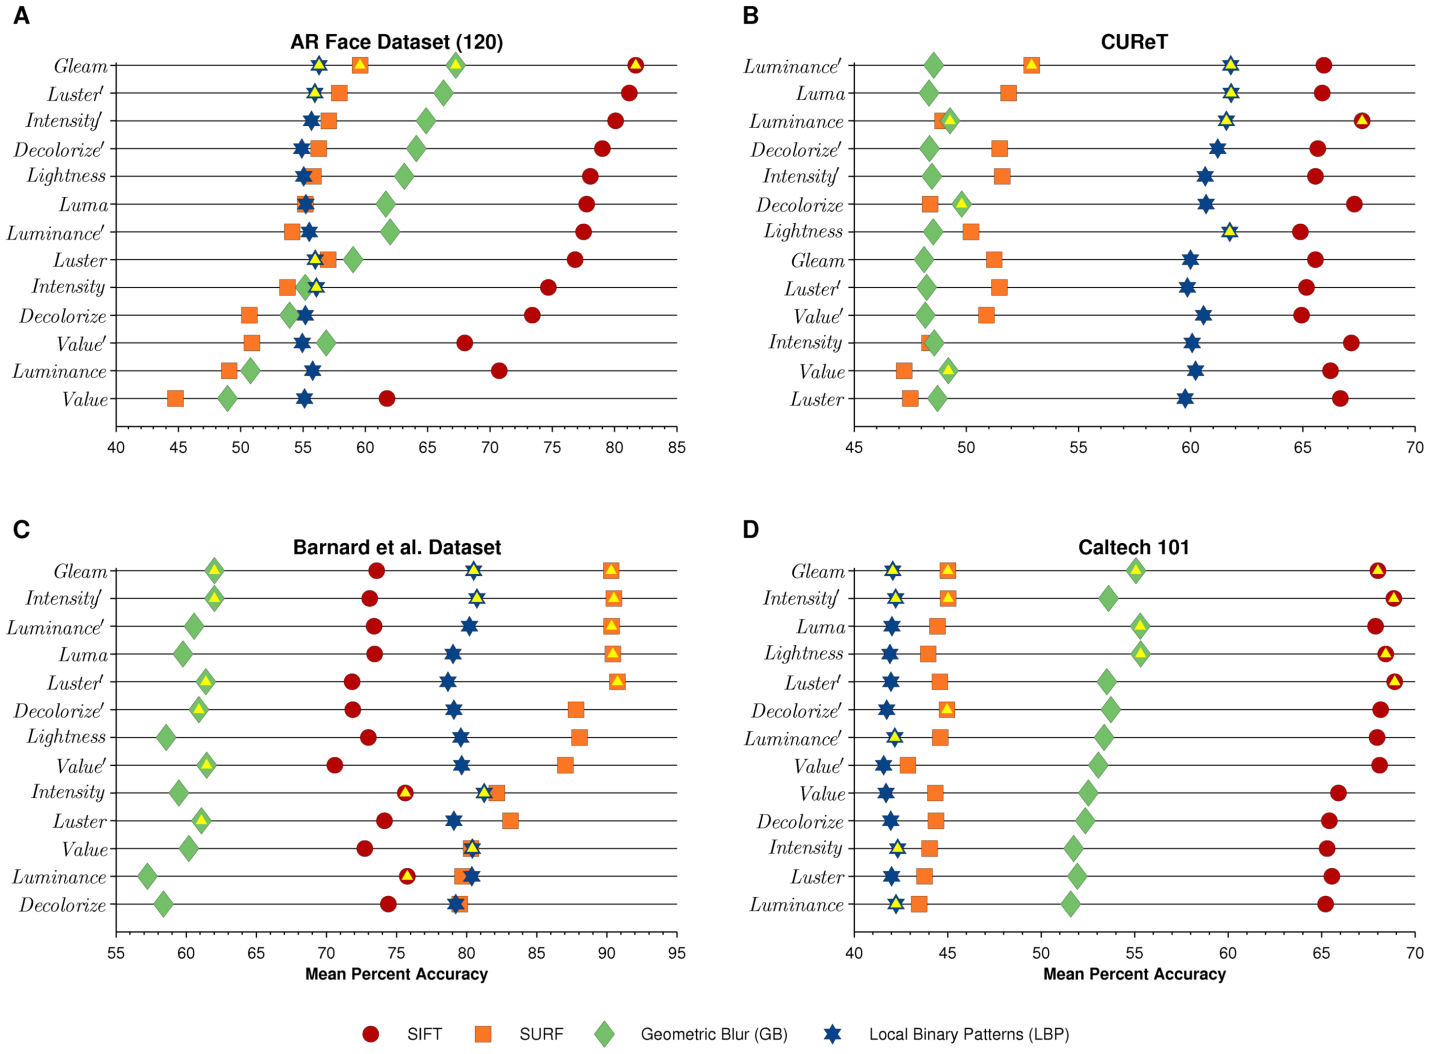 A
AR Face Dataset (120)
Gleam
Luster′
Intensity′
Decolorize′
Lightness
Luma
Luminance′
Luster
Intensity
Decolorize
Value′
Luminance
Value
40 45 50 55 60 65 70 75 80 85
B
CUReT
Luminance′
Luma
Luminance
Decolorize′
Intensity′
Decolorize
Lightness
Gleam
Luster′
Value′
Intensity
Value
Luster
45 50 55 60 65 70
C
Barnard et al. Dataset
Gleam
Intensity′
Luminance′
Luma
Luster′
Decolorize′
Lightness
Value′
Intensity
Luster
Value
Luminance
Decolorize
55 60 65 70 75 80 85 90 95
Mean Percent Accuracy
D
Caltech 101
Gleam
Intensity′
Luma
Lightness
Luster′
Decolorize′
Luminance′
Value′
Value
Decolorize
Intensity
Luster
Luminance
40 45 50 55 60 65 70
Mean Percent Accuracy
SIFT SURF Geometric Blur (GB) Local Binary Patterns (LBP)